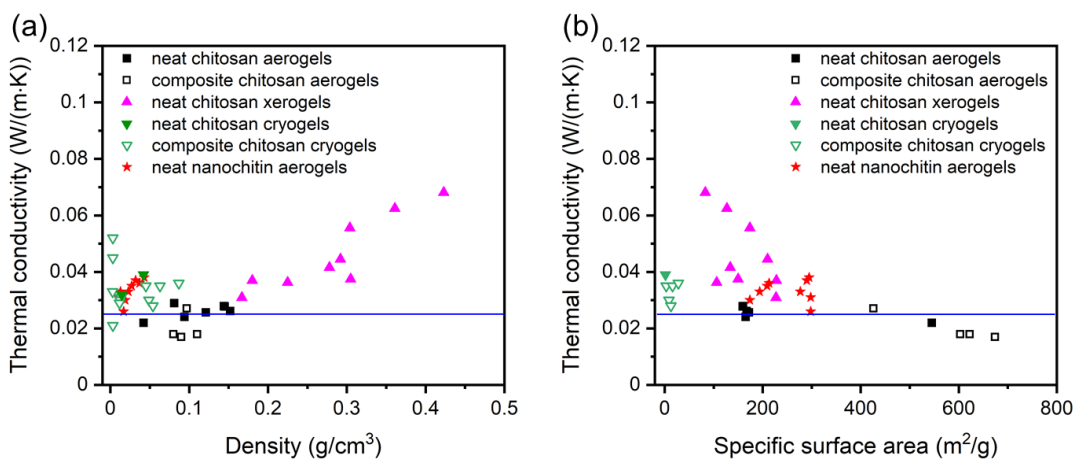 (a)
0.12
0.1
0.08
0.06
0.04
0.02
0
Thermal conductivity (W/(m·K))
neat chitosan aerogels
composite chitosan aerogels
neat chitosan xerogels
neat chitosan cryogels
composite chitosan cryogels
neat nanochitin aerogels
0 0.1 0.2 0.3 0.4 0.5
Density (g/cm³)
(b)
0.12
0.1
0.08
0.06
0.04
0.02
0
Thermal conductivity (W/(m·K))
neat chitosan aerogels
composite chitosan aerogels
neat chitosan xerogels
neat chitosan cryogels
composite chitosan cryogels
neat nanochitin aerogels
0 200 400 600 800
Specific surface area (m²/g)